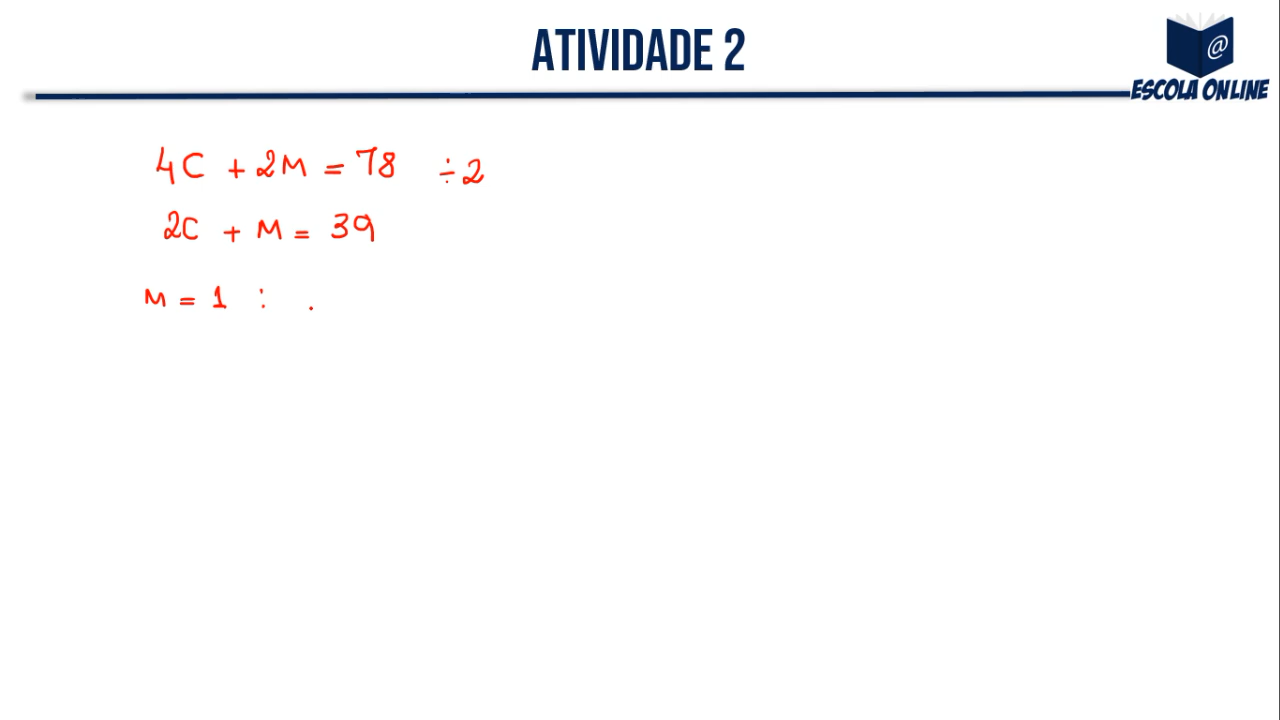 ATIVIDADE 2
@
ESCOLA ONLINE
4C + 2M = 78 ÷2
2C + M = 39
M = 1 : .